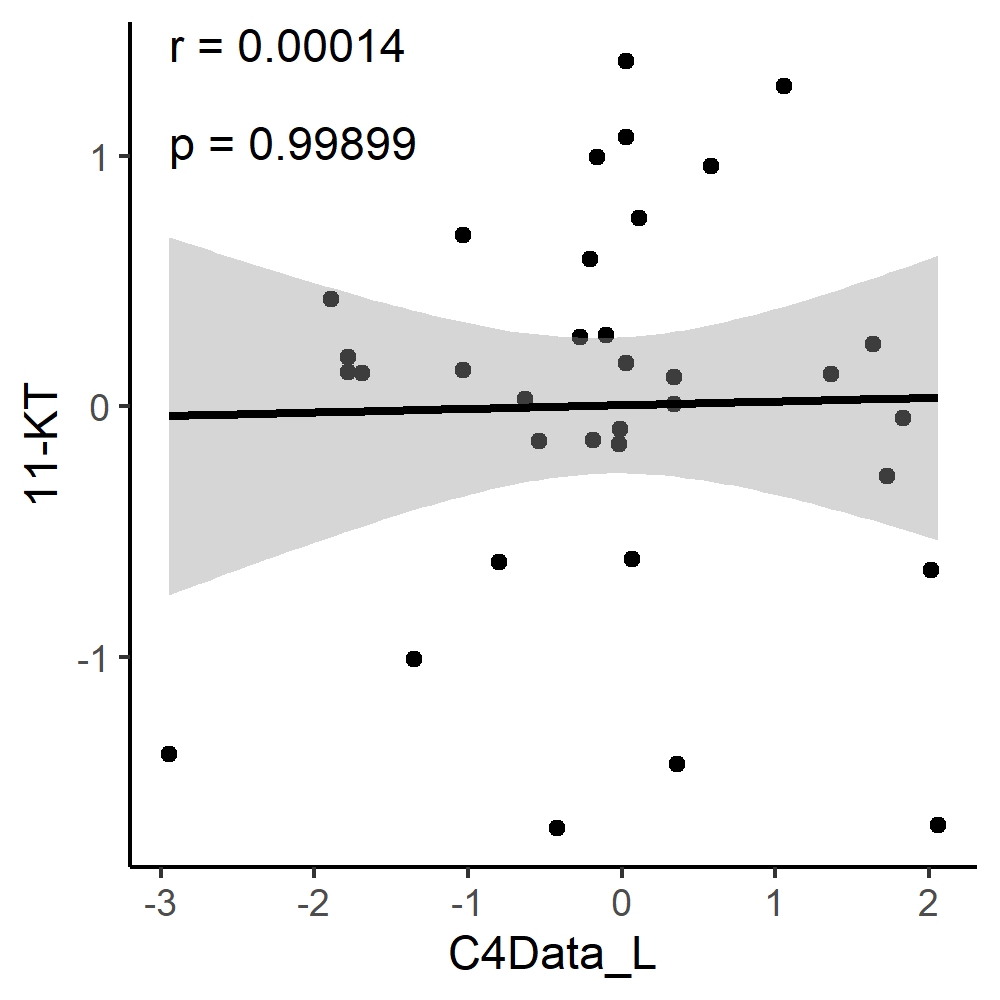 r = 0.00014
p = 0.99899
1
0
-1
11-KT
-3 -2 -1 0 1 2
C4Data_L